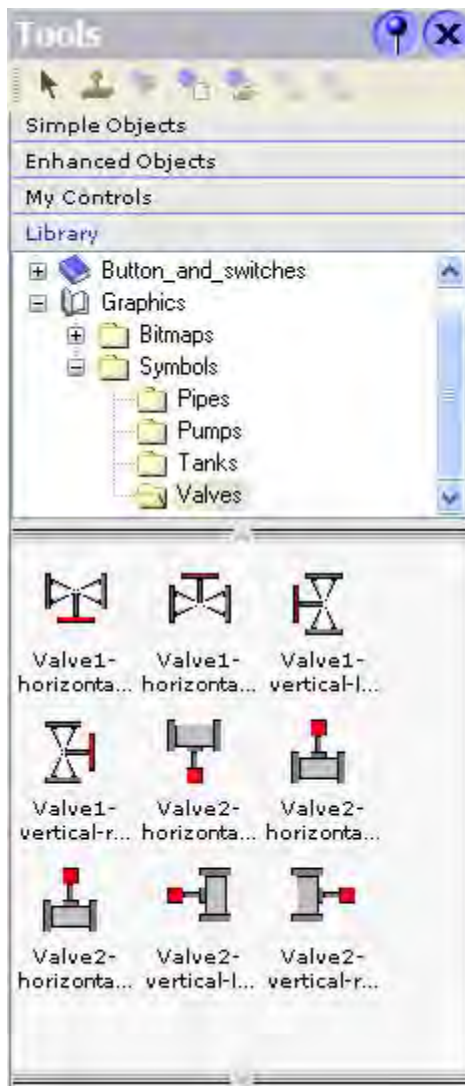 Tools
Simple Objects
Enhanced Objects
My Controls
Library
Button_and_switches
Graphics
Bitmaps
Symbols
Pipes
Pumps
Tanks
Valves
Valve1- Valve1- Valve1-
horizonta... horizonta... vertical-l...
Valve1- Valve2- Valve2-
vertical-r... horizonta... horizonta...
Valve2- Valve2- Valve2-
horizonta... vertical-l... vertical-r...